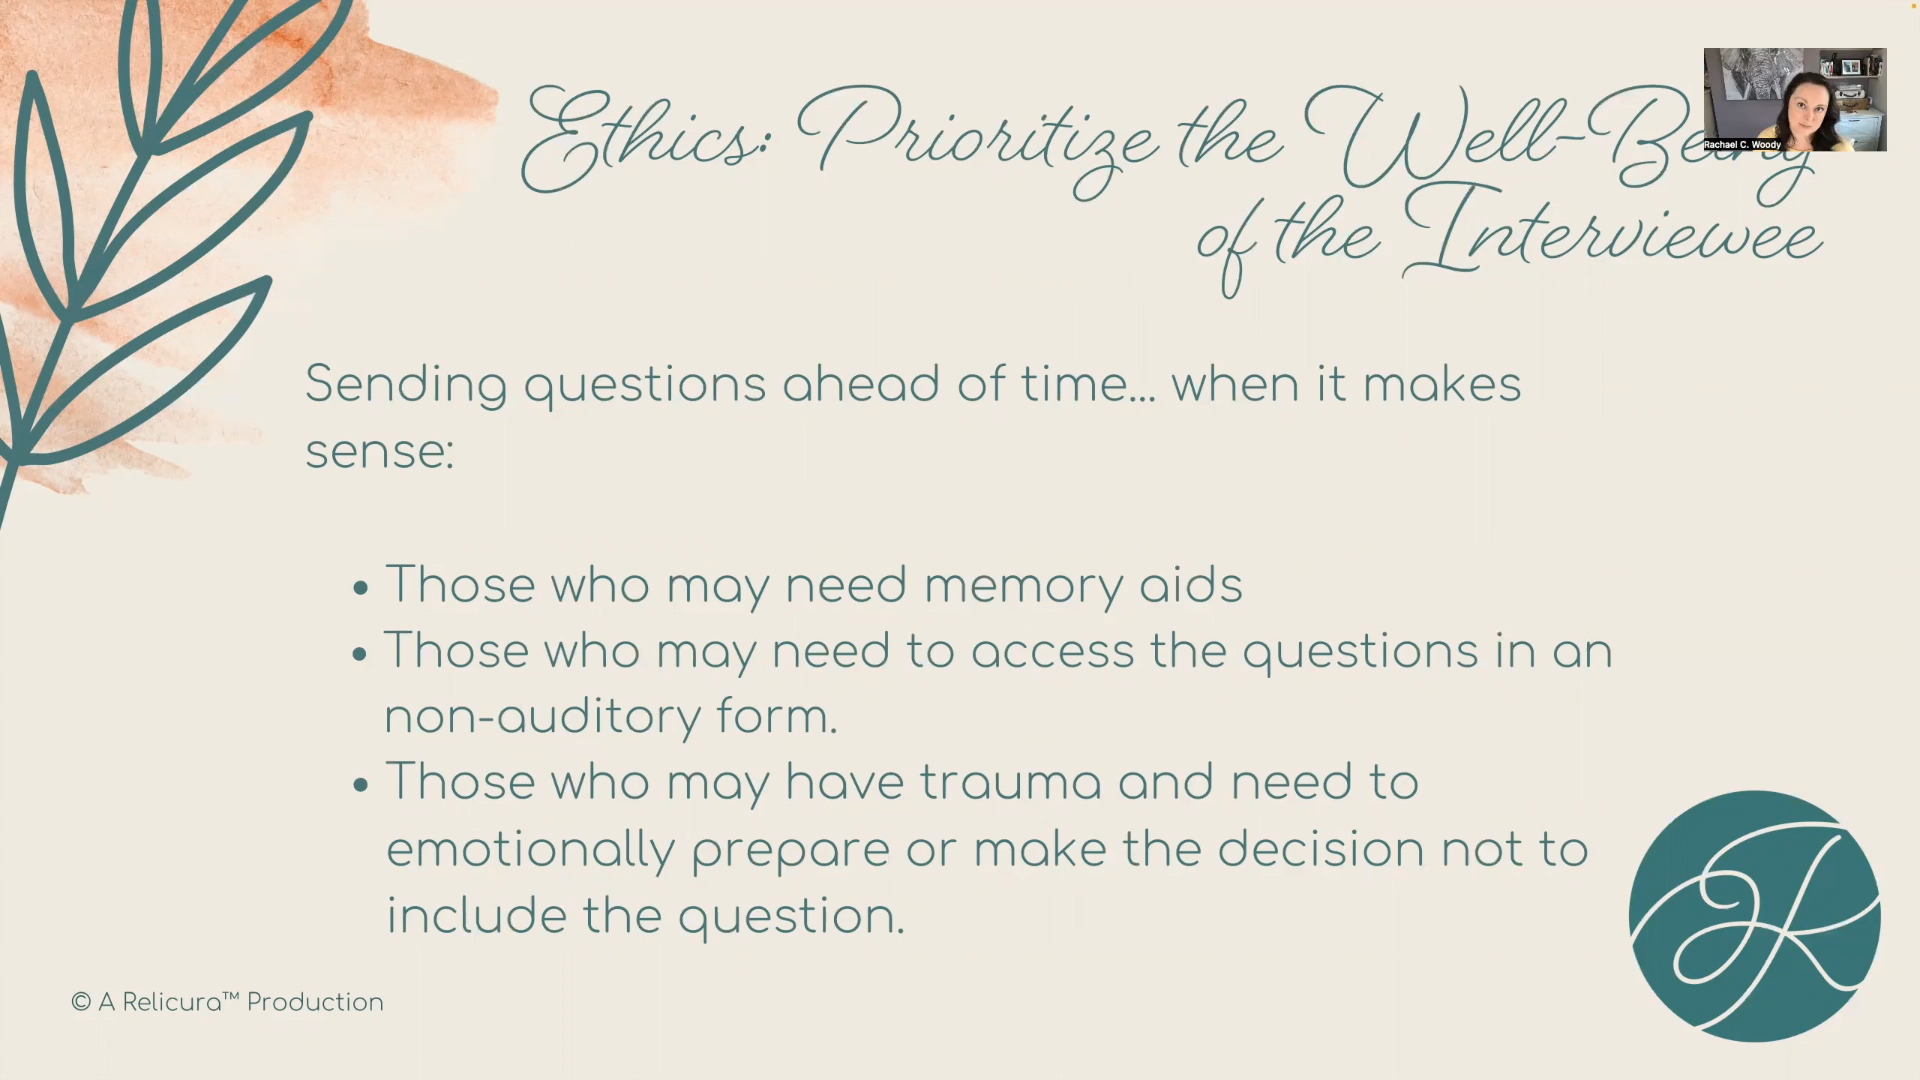 Ethics: Prioritize the Well-Being
of the Interviewee
Rachael C. Woody
Sending questions ahead of time... when it makes
sense:
• Those who may need memory aids
• Those who may need to access the questions in an
non-auditory form.
• Those who may have trauma and need to
emotionally prepare or make the decision not to
include the question.
© A Relicura™ Production
R